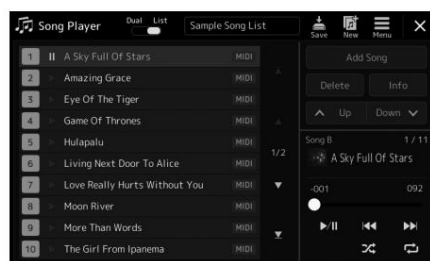 Song Player
Dual List
Sample Song List
Save
New
Menu
1 A Sky Full Of Stars MIDI
2 Amazing Grace MIDI
3 Eye Of The Tiger MIDI
4 Game Of Thrones MIDI
5 Hulapalu MIDI
6 Living Next Door To Alice MIDI
7 Love Really Hurts Without You MIDI
8 Moon River MIDI
9 More Than Words MIDI
10 The Girl From Ipanema MIDI
1/2
Add Song
Delete
Info
Up
Down
Song B
1 / 11
A Sky Full Of Stars
-001
092